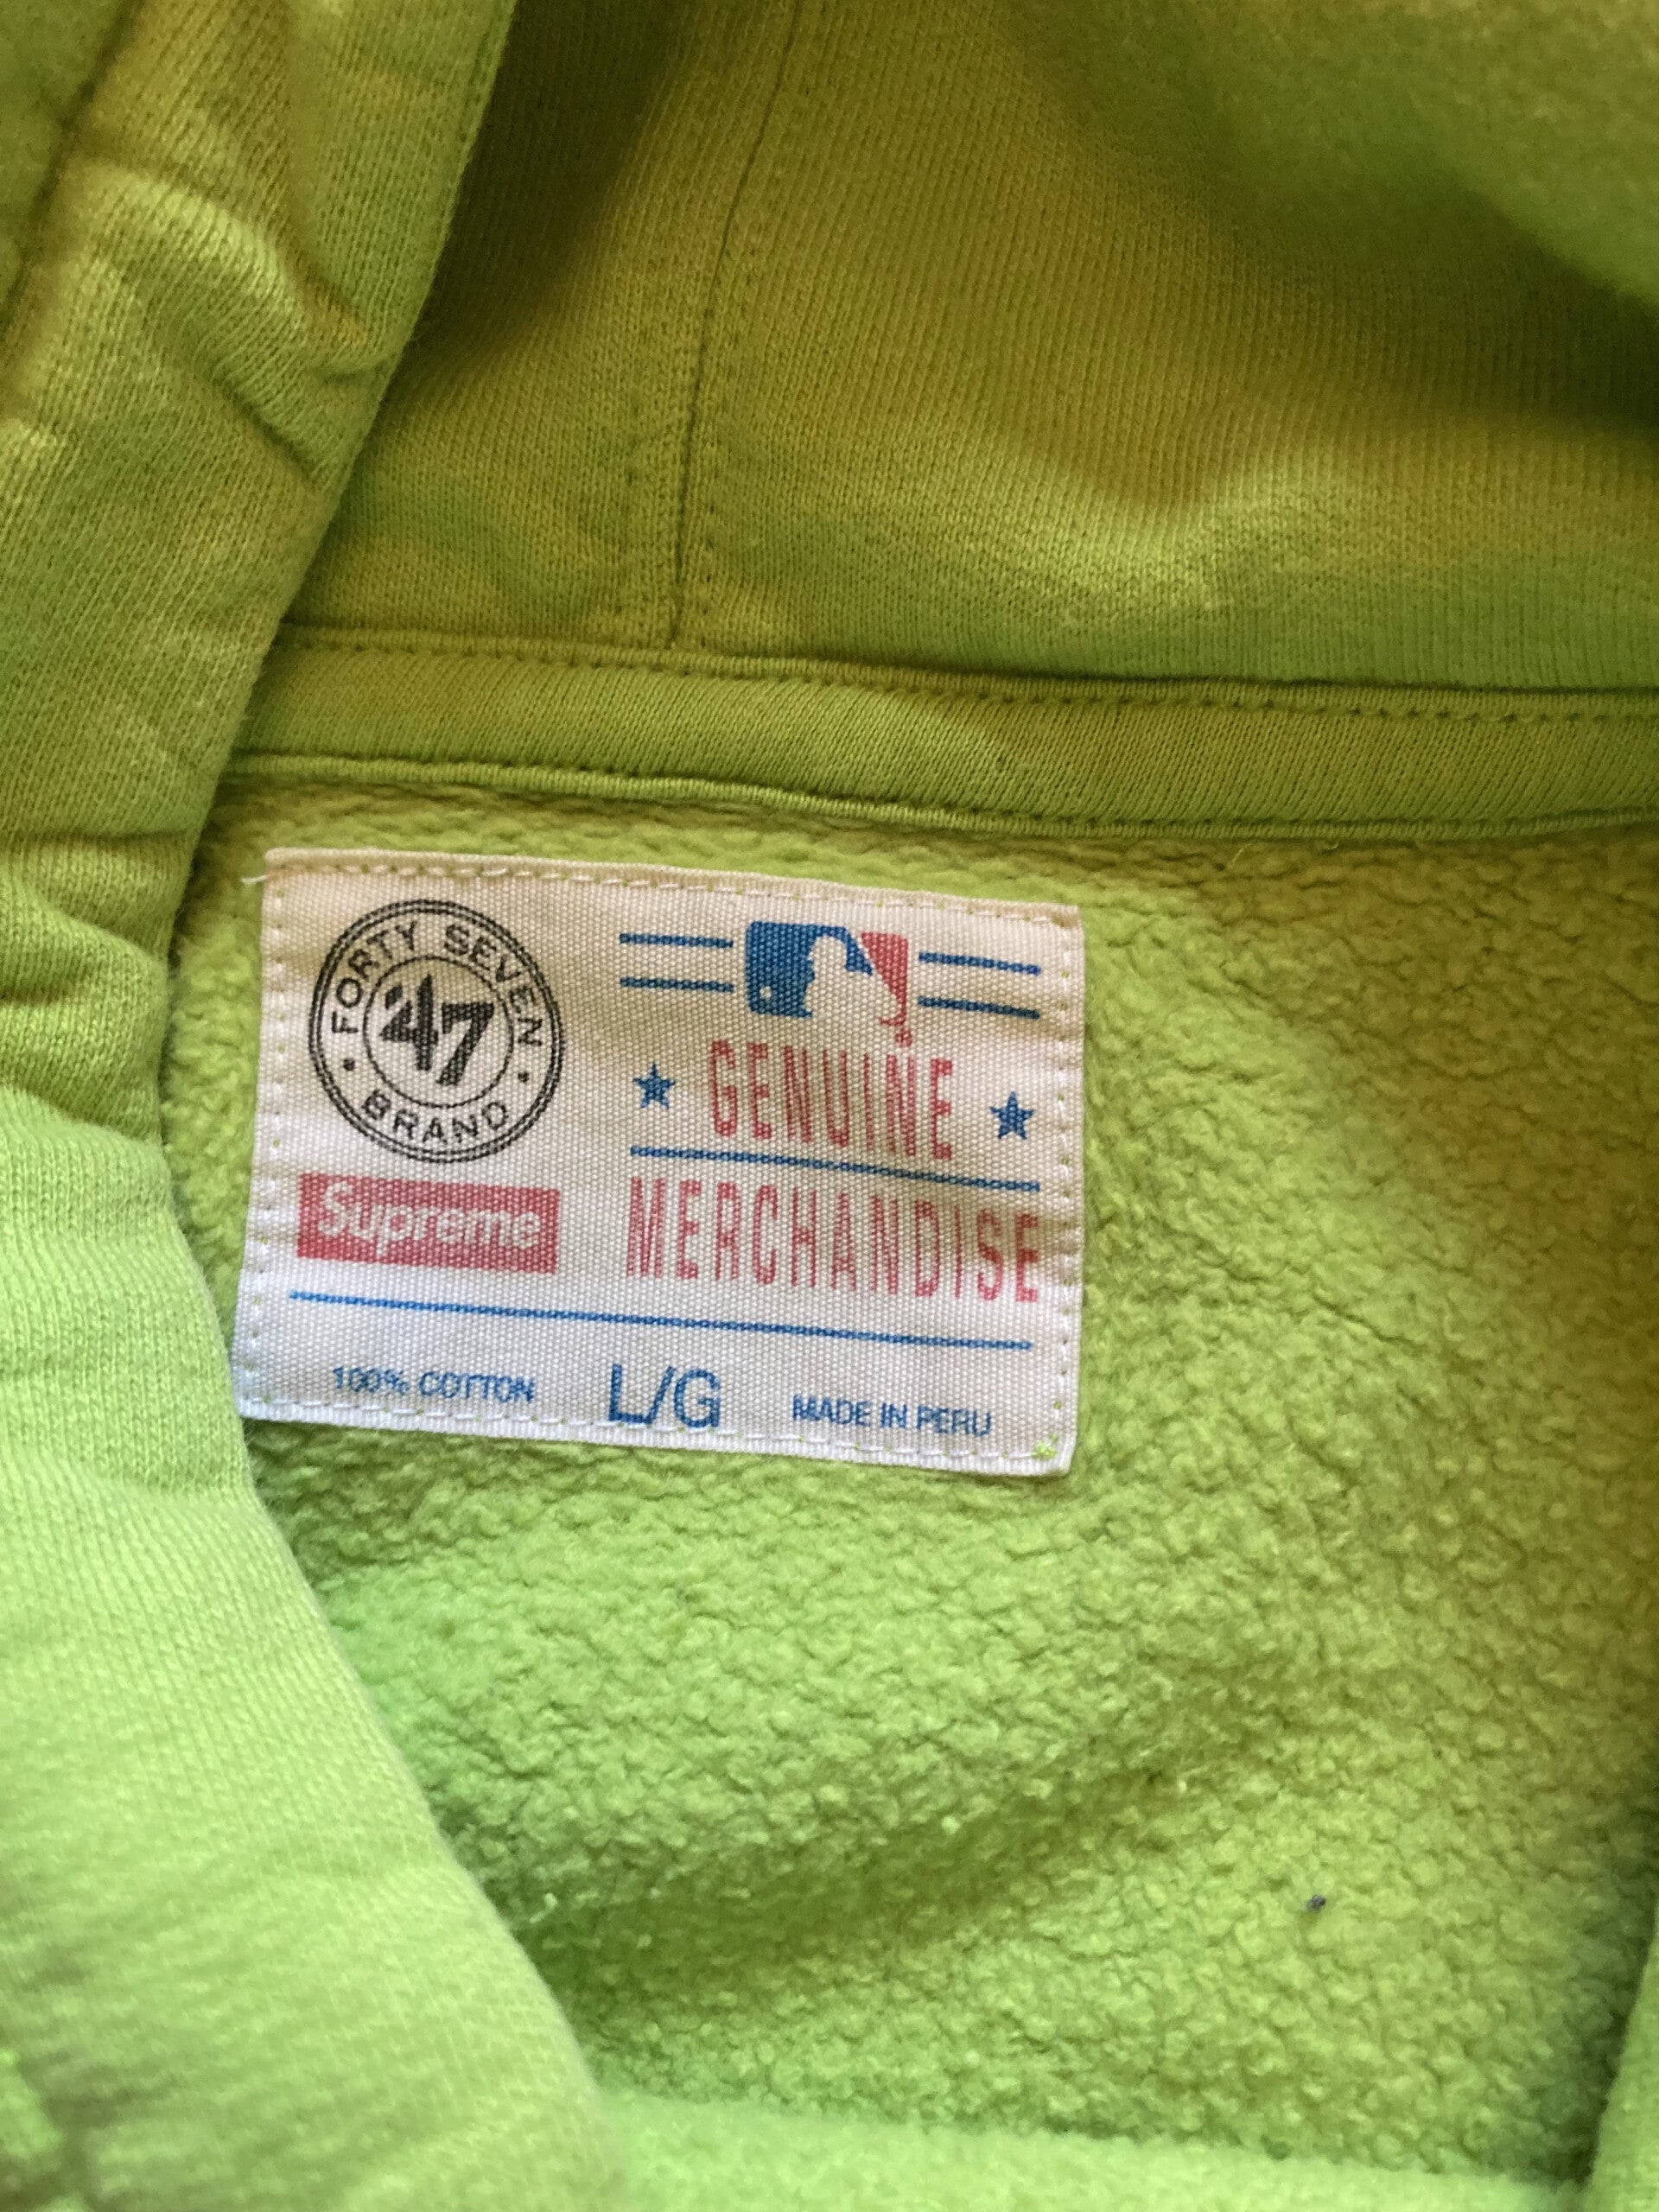 FORTY SEVEN
'47
BRAND
Supreme
GENUINE
MERCHANDISE
100% COTTON
L/G
MADE IN PERU